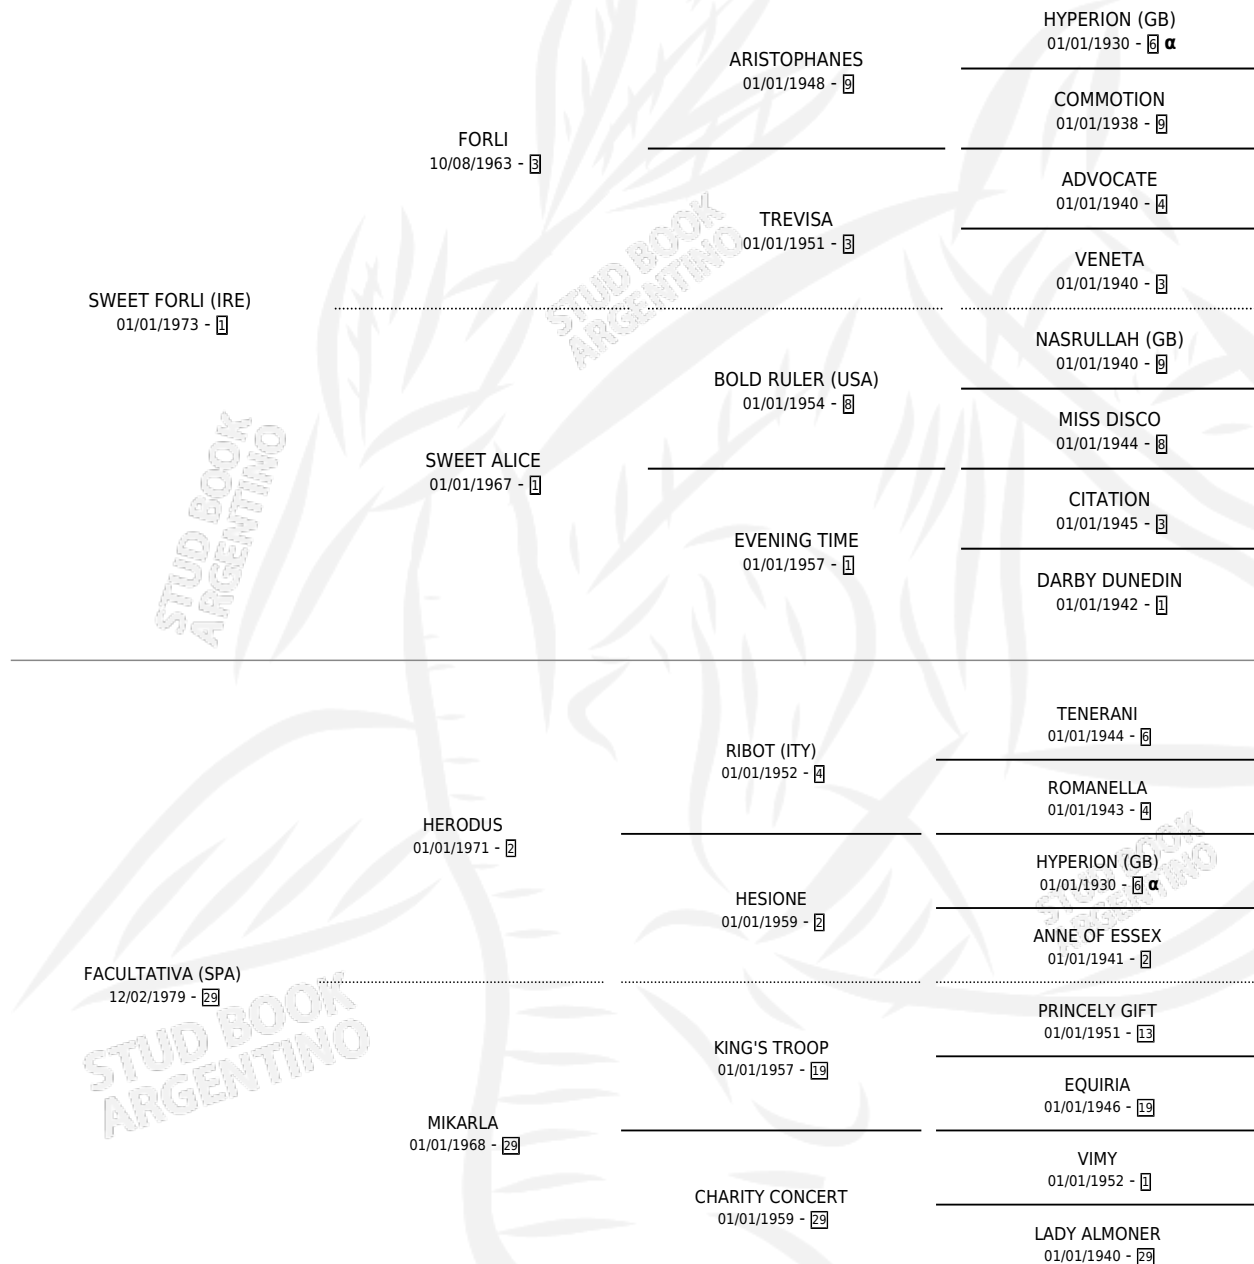 HYPERION (GB)
01/01/1930 - 6 α
ARISTOPHANES
01/01/1948 - 9
COMMOTION
01/01/1938 - 9
FORLI
10/08/1963 - 3
ADVOCATE
01/01/1940 - 4
TREVISA
01/01/1951 - 3
VENETA
01/01/1940 - 3
SWEET FORLI (IRE)
01/01/1973 - 1
NASRULLAH (GB)
01/01/1940 - 9
BOLD RULER (USA)
01/01/1954 - 8
MISS DISCO
01/01/1944 - 8
SWEET ALICE
01/01/1967 - 1
CITATION
01/01/1945 - 3
EVENING TIME
01/01/1957 - 1
DARBY DUNEDIN
01/01/1942 - 1
TENERANI
01/01/1944 - 6
RIBOT (ITY)
01/01/1952 - 4
ROMANELLA
01/01/1943 - 4
HERODUS
01/01/1971 - 2
HYPERION (GB)
01/01/1930 - 6 α
HESIONE
01/01/1959 - 2
ANNE OF ESSEX
01/01/1941 - 2
FACULTATIVA (SPA)
12/02/1979 - 29
PRINCELY GIFT
01/01/1951 - 13
KING'S TROOP
01/01/1957 - 19
EQUIRIA
01/01/1946 - 19
MIKARLA
01/01/1968 - 29
VIMY
01/01/1952 - 1
CHARITY CONCERT
01/01/1959 - 29
LADY ALMONER
01/01/1940 - 29
STUD BOOK
ARGENTINO
STUD BOOK
ARGENTINO
STUD BOOK
ARGENTINO
STUD BOOK
ARGENTINO